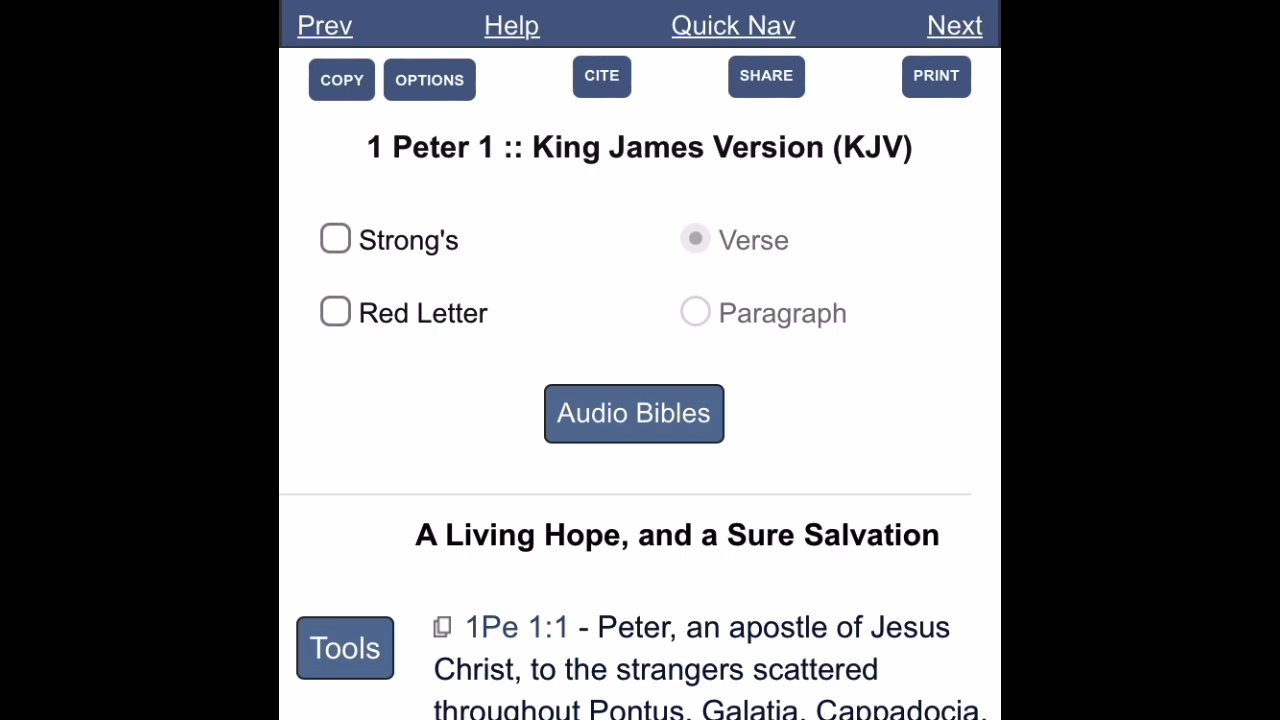 Prev Help Quick Nav Next
COPY OPTIONS CITE SHARE PRINT
1 Peter 1 :: King James Version (KJV)
Strong's Verse
Red Letter Paragraph
Audio Bibles
A Living Hope, and a Sure Salvation
Tools
1Pe 1:1 - Peter, an apostle of Jesus
Christ, to the strangers scattered
throughout Pontus, Galatia, Cappadocia,